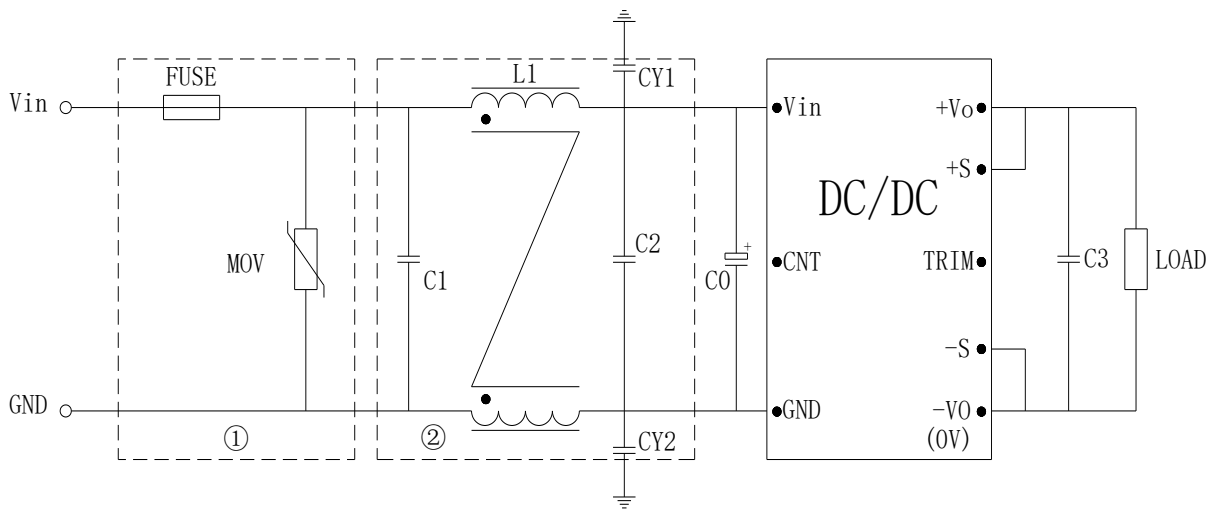 FUSE
L1
CY1
Vin
Vin
+Vo
+S
DC/DC
MOV
C1
C2
+
C0
CNT
TRIM
C3
LOAD
-S
GND
GND
-VO
(0V)
①
②
CY2